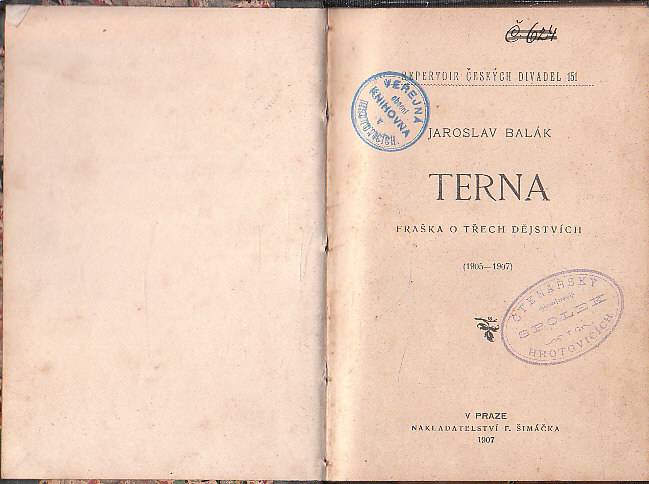 Č. 624
REPERTOIR ČESKÝCH DIVADEL 151
VEŘEJNÁ
obecní
KNIHOVNA
v
JAROSLAV BALÁK
TERNA
FRAŠKA O TŘECH DĚJSTVÍCH
(1905—1907)
ČTENÁŘSKÝ
SPOLEK
HROTOVICÍCH
V PRAZE
NAKLADATELSTVÍ F. ŠIMÁČKA
1907